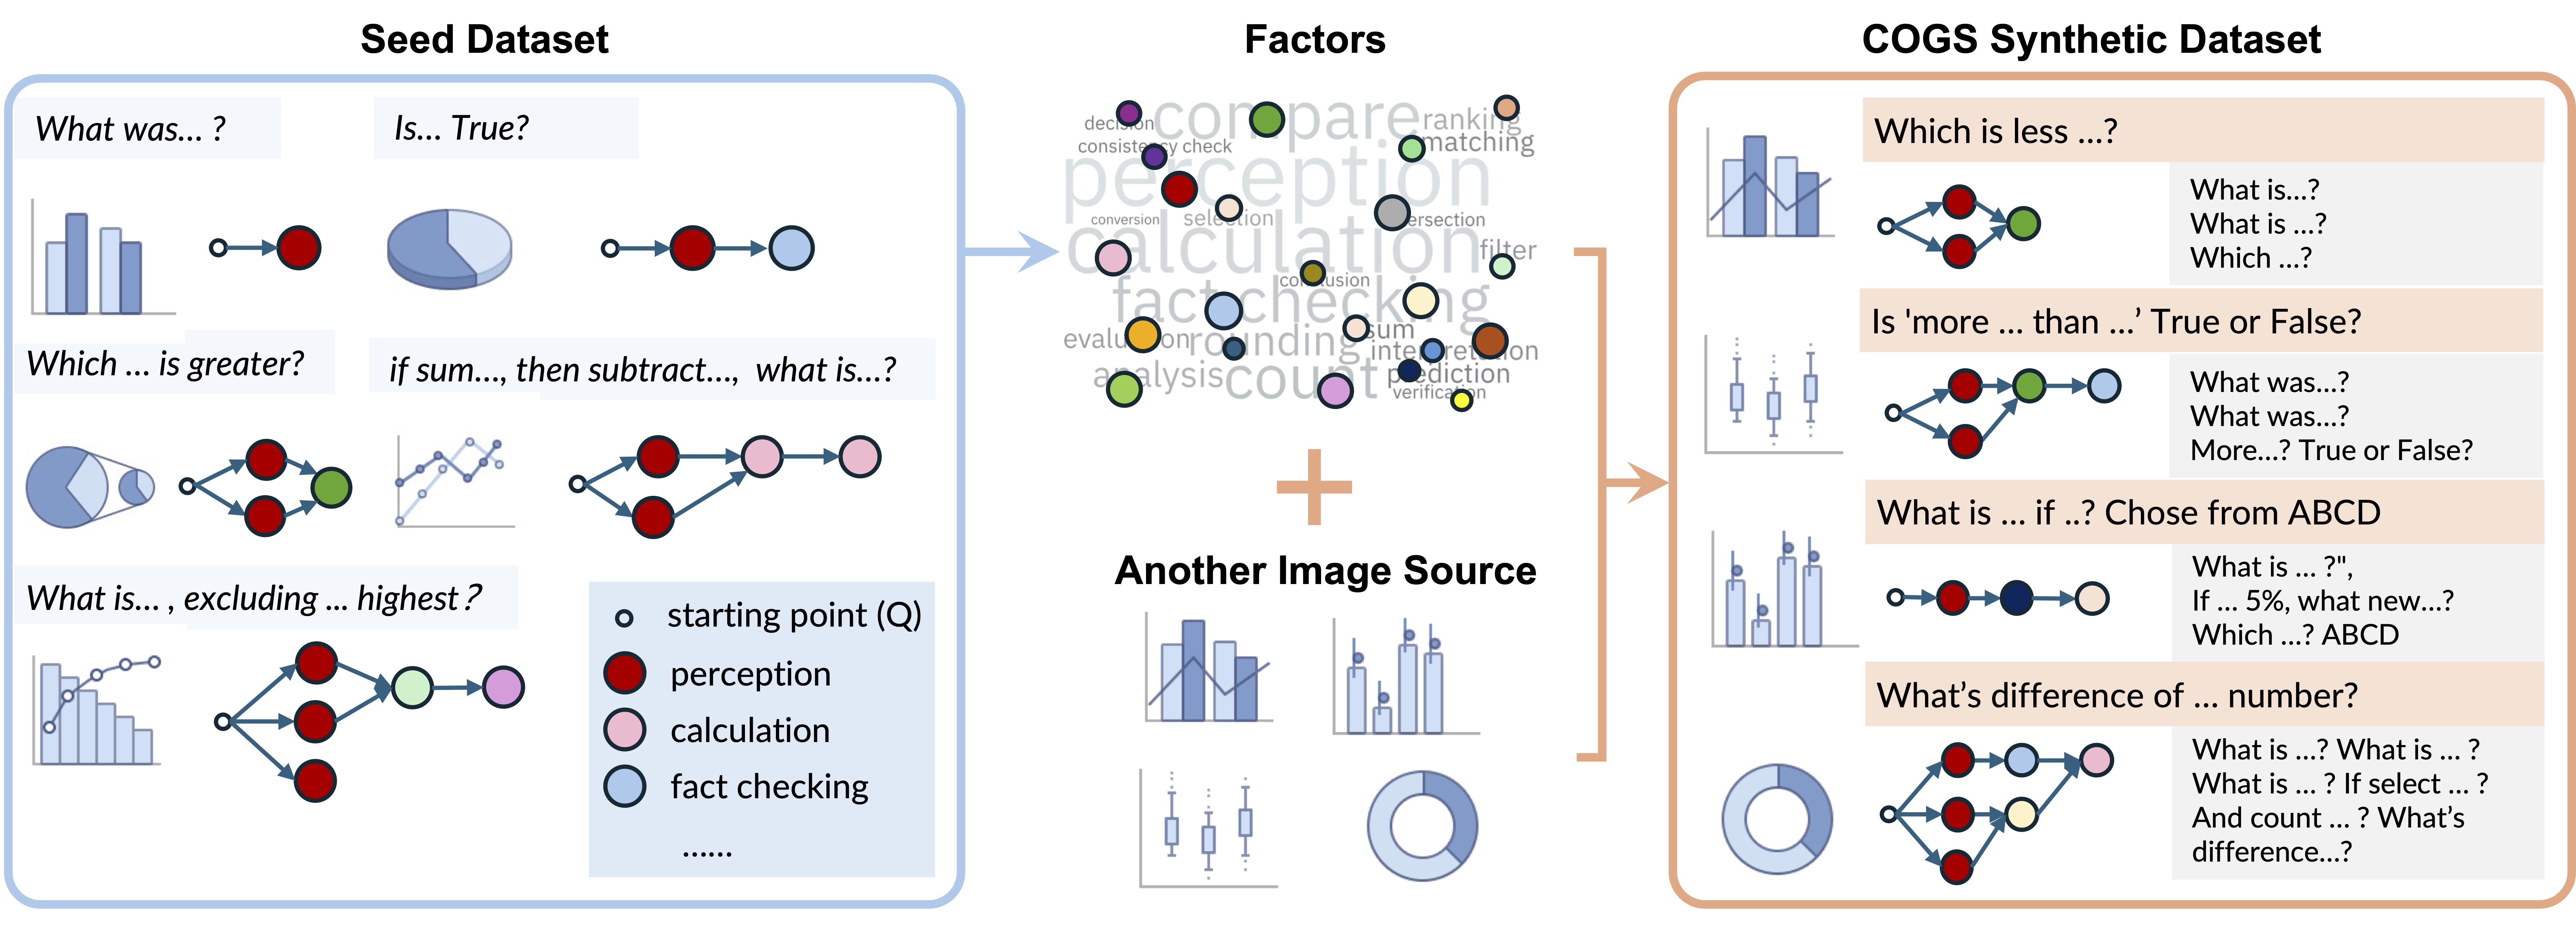 Seed Dataset
What was... ?
Is... True?
Which ... is greater?
if sum..., then subtract..., what is...?
What is... , excluding ... highest?
starting point (Q)
perception
calculation
fact checking
......
Factors
decision
compare
ranking
consistency check
matching
perception
conversion
selection
ersection
calculation
filter
conclusion
fact checking
evaluation
rounding
sum
interpretation
analysis
count
prediction
verification
Another Image Source
COGS Synthetic Dataset
Which is less ...?
What is...?
What is ...?
Which ...?
Is 'more ... than ...’ True or False?
What was...?
What was...?
More...? True or False?
What is ... if ..? Chose from ABCD
What is ... ?",
If ... 5%, what new...?
Which ...? ABCD
What’s difference of ... number?
What is ...? What is ... ?
What is ... ? If select ... ?
And count ... ? What’s
difference...?